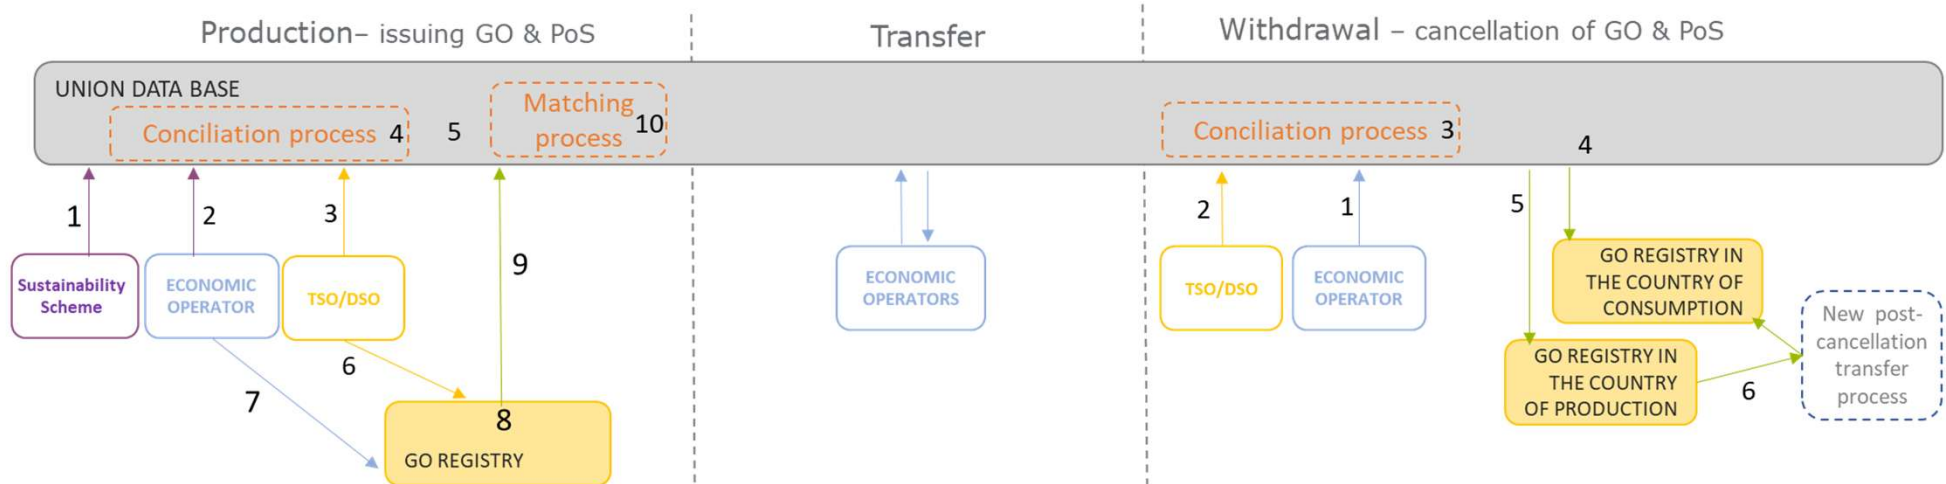 Production– issuing GO & PoS
Transfer
Withdrawal – cancellation of GO & PoS
UNION DATA BASE
Conciliation process 4
5
Matching
process
10
Conciliation process 3
4
1
2
3
9
2
1
5
Sustainability
Scheme
ECONOMIC
OPERATOR
TSO/DSO
ECONOMIC
OPERATORS
TSO/DSO
ECONOMIC
OPERATOR
GO REGISTRY IN
THE COUNTRY OF
CONSUMPTION
New post-
cancellation
transfer
process
GO REGISTRY IN
THE COUNTRY
OF PRODUCTION
6
6
7
8
GO REGISTRY